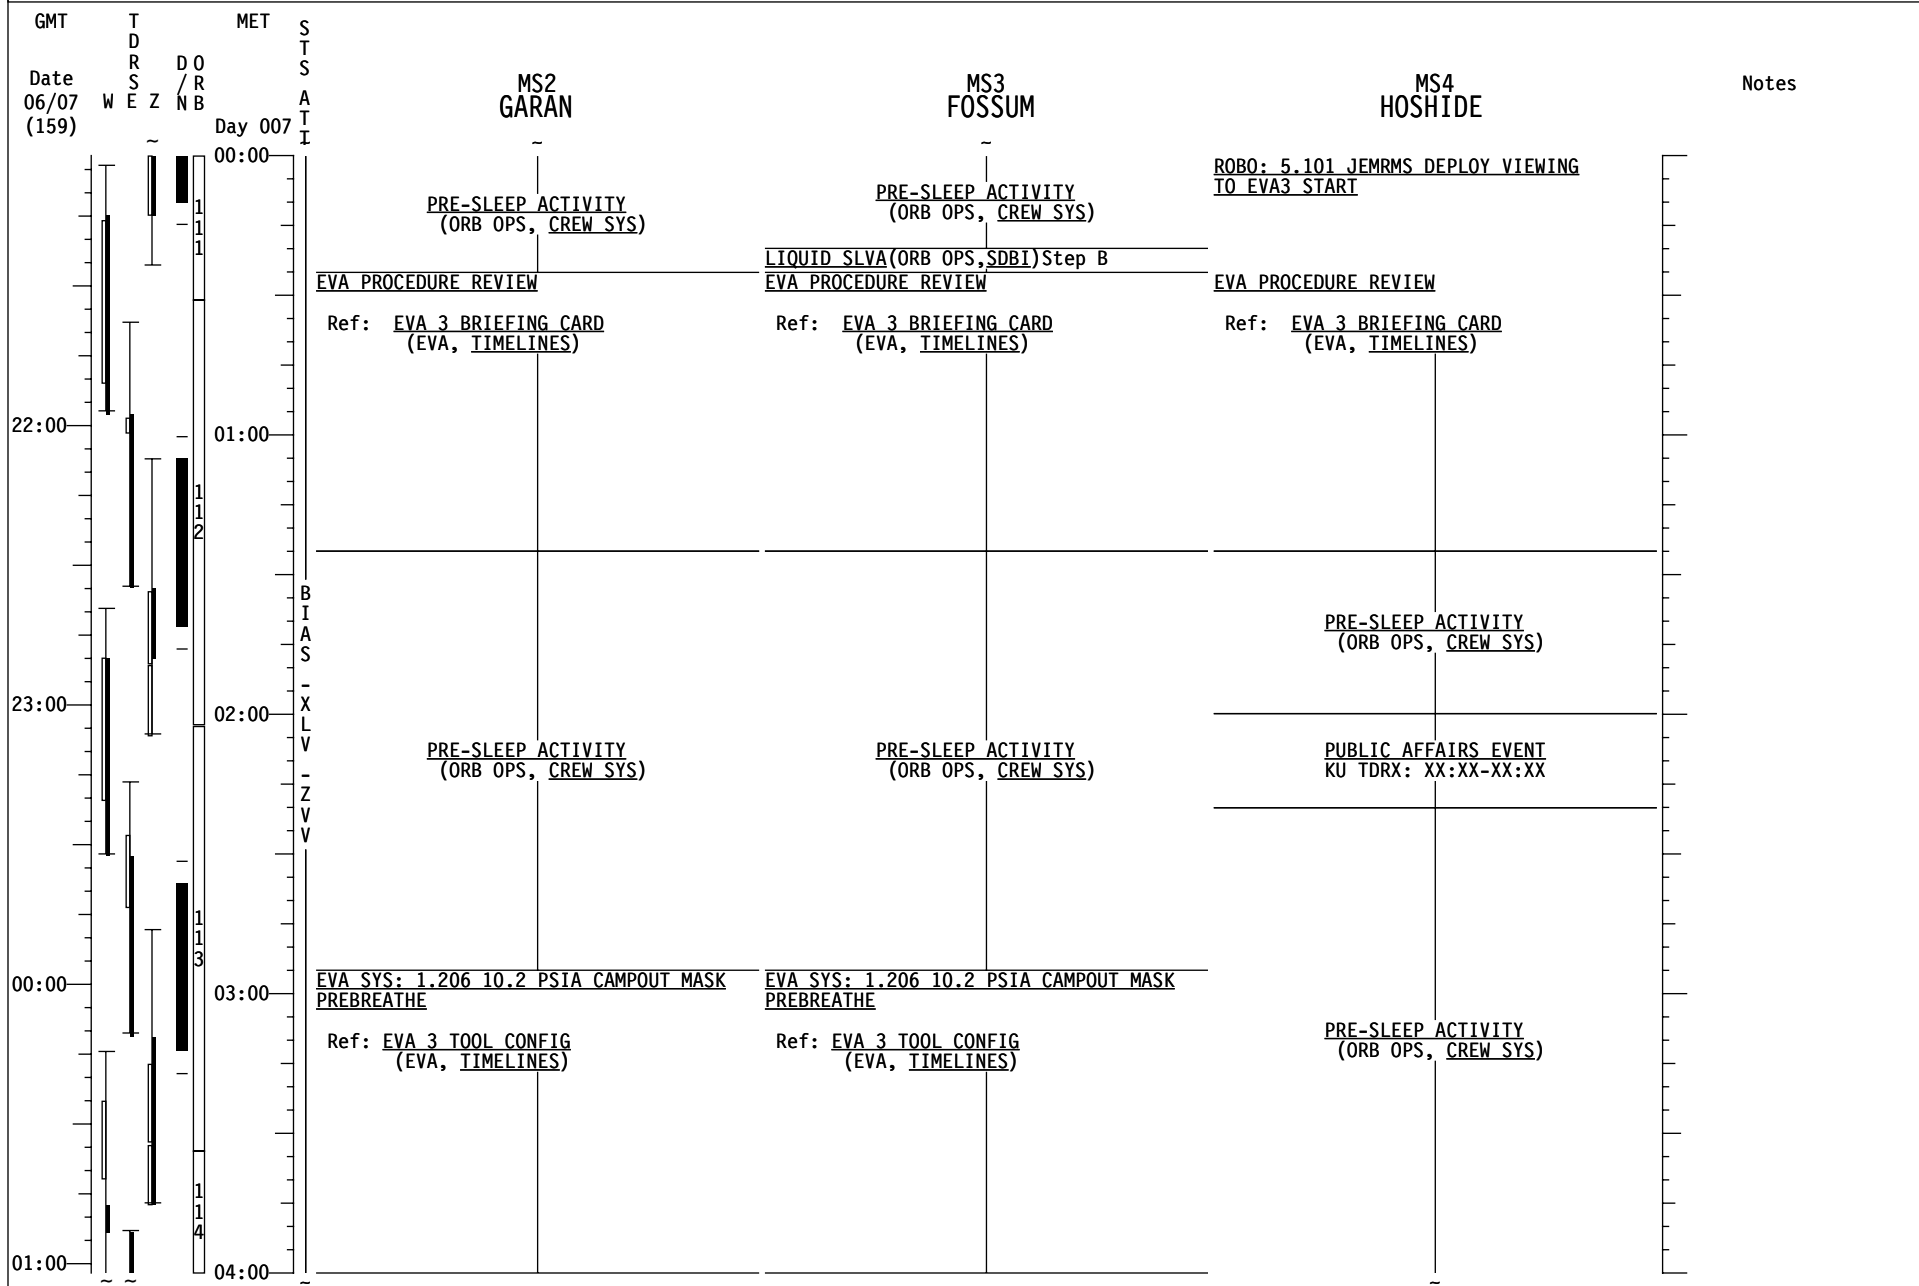 GMT
TDRS
D/N
ORB
MET
STS ATT
Date
06/07
(159)
W E Z
Day 007
MS2
GARAN
MS3
FOSSUM
MS4
HOSHIDE
Notes
~
~
~
00:00
PRE-SLEEP ACTIVITY
(ORB OPS, CREW SYS)
PRE-SLEEP ACTIVITY
(ORB OPS, CREW SYS)
ROBO: 5.101 JEMRMS DEPLOY VIEWING
TO EVA3 START
111
LIQUID SLVA(ORB OPS,SDBI)Step B
EVA PROCEDURE REVIEW
EVA PROCEDURE REVIEW
EVA PROCEDURE REVIEW
Ref: EVA 3 BRIEFING CARD
(EVA, TIMELINES)
Ref: EVA 3 BRIEFING CARD
(EVA, TIMELINES)
Ref: EVA 3 BRIEFING CARD
(EVA, TIMELINES)
22:00
01:00
112
BIAS -XLV -ZVV
PRE-SLEEP ACTIVITY
(ORB OPS, CREW SYS)
23:00
02:00
PRE-SLEEP ACTIVITY
(ORB OPS, CREW SYS)
PRE-SLEEP ACTIVITY
(ORB OPS, CREW SYS)
PUBLIC AFFAIRS EVENT
KU TDRX: XX:XX-XX:XX
113
00:00
03:00
EVA SYS: 1.206 10.2 PSIA CAMPOUT MASK
PREBREATHE
EVA SYS: 1.206 10.2 PSIA CAMPOUT MASK
PREBREATHE
Ref: EVA 3 TOOL CONFIG
(EVA, TIMELINES)
Ref: EVA 3 TOOL CONFIG
(EVA, TIMELINES)
PRE-SLEEP ACTIVITY
(ORB OPS, CREW SYS)
114
01:00
04:00
~ ~
~
~